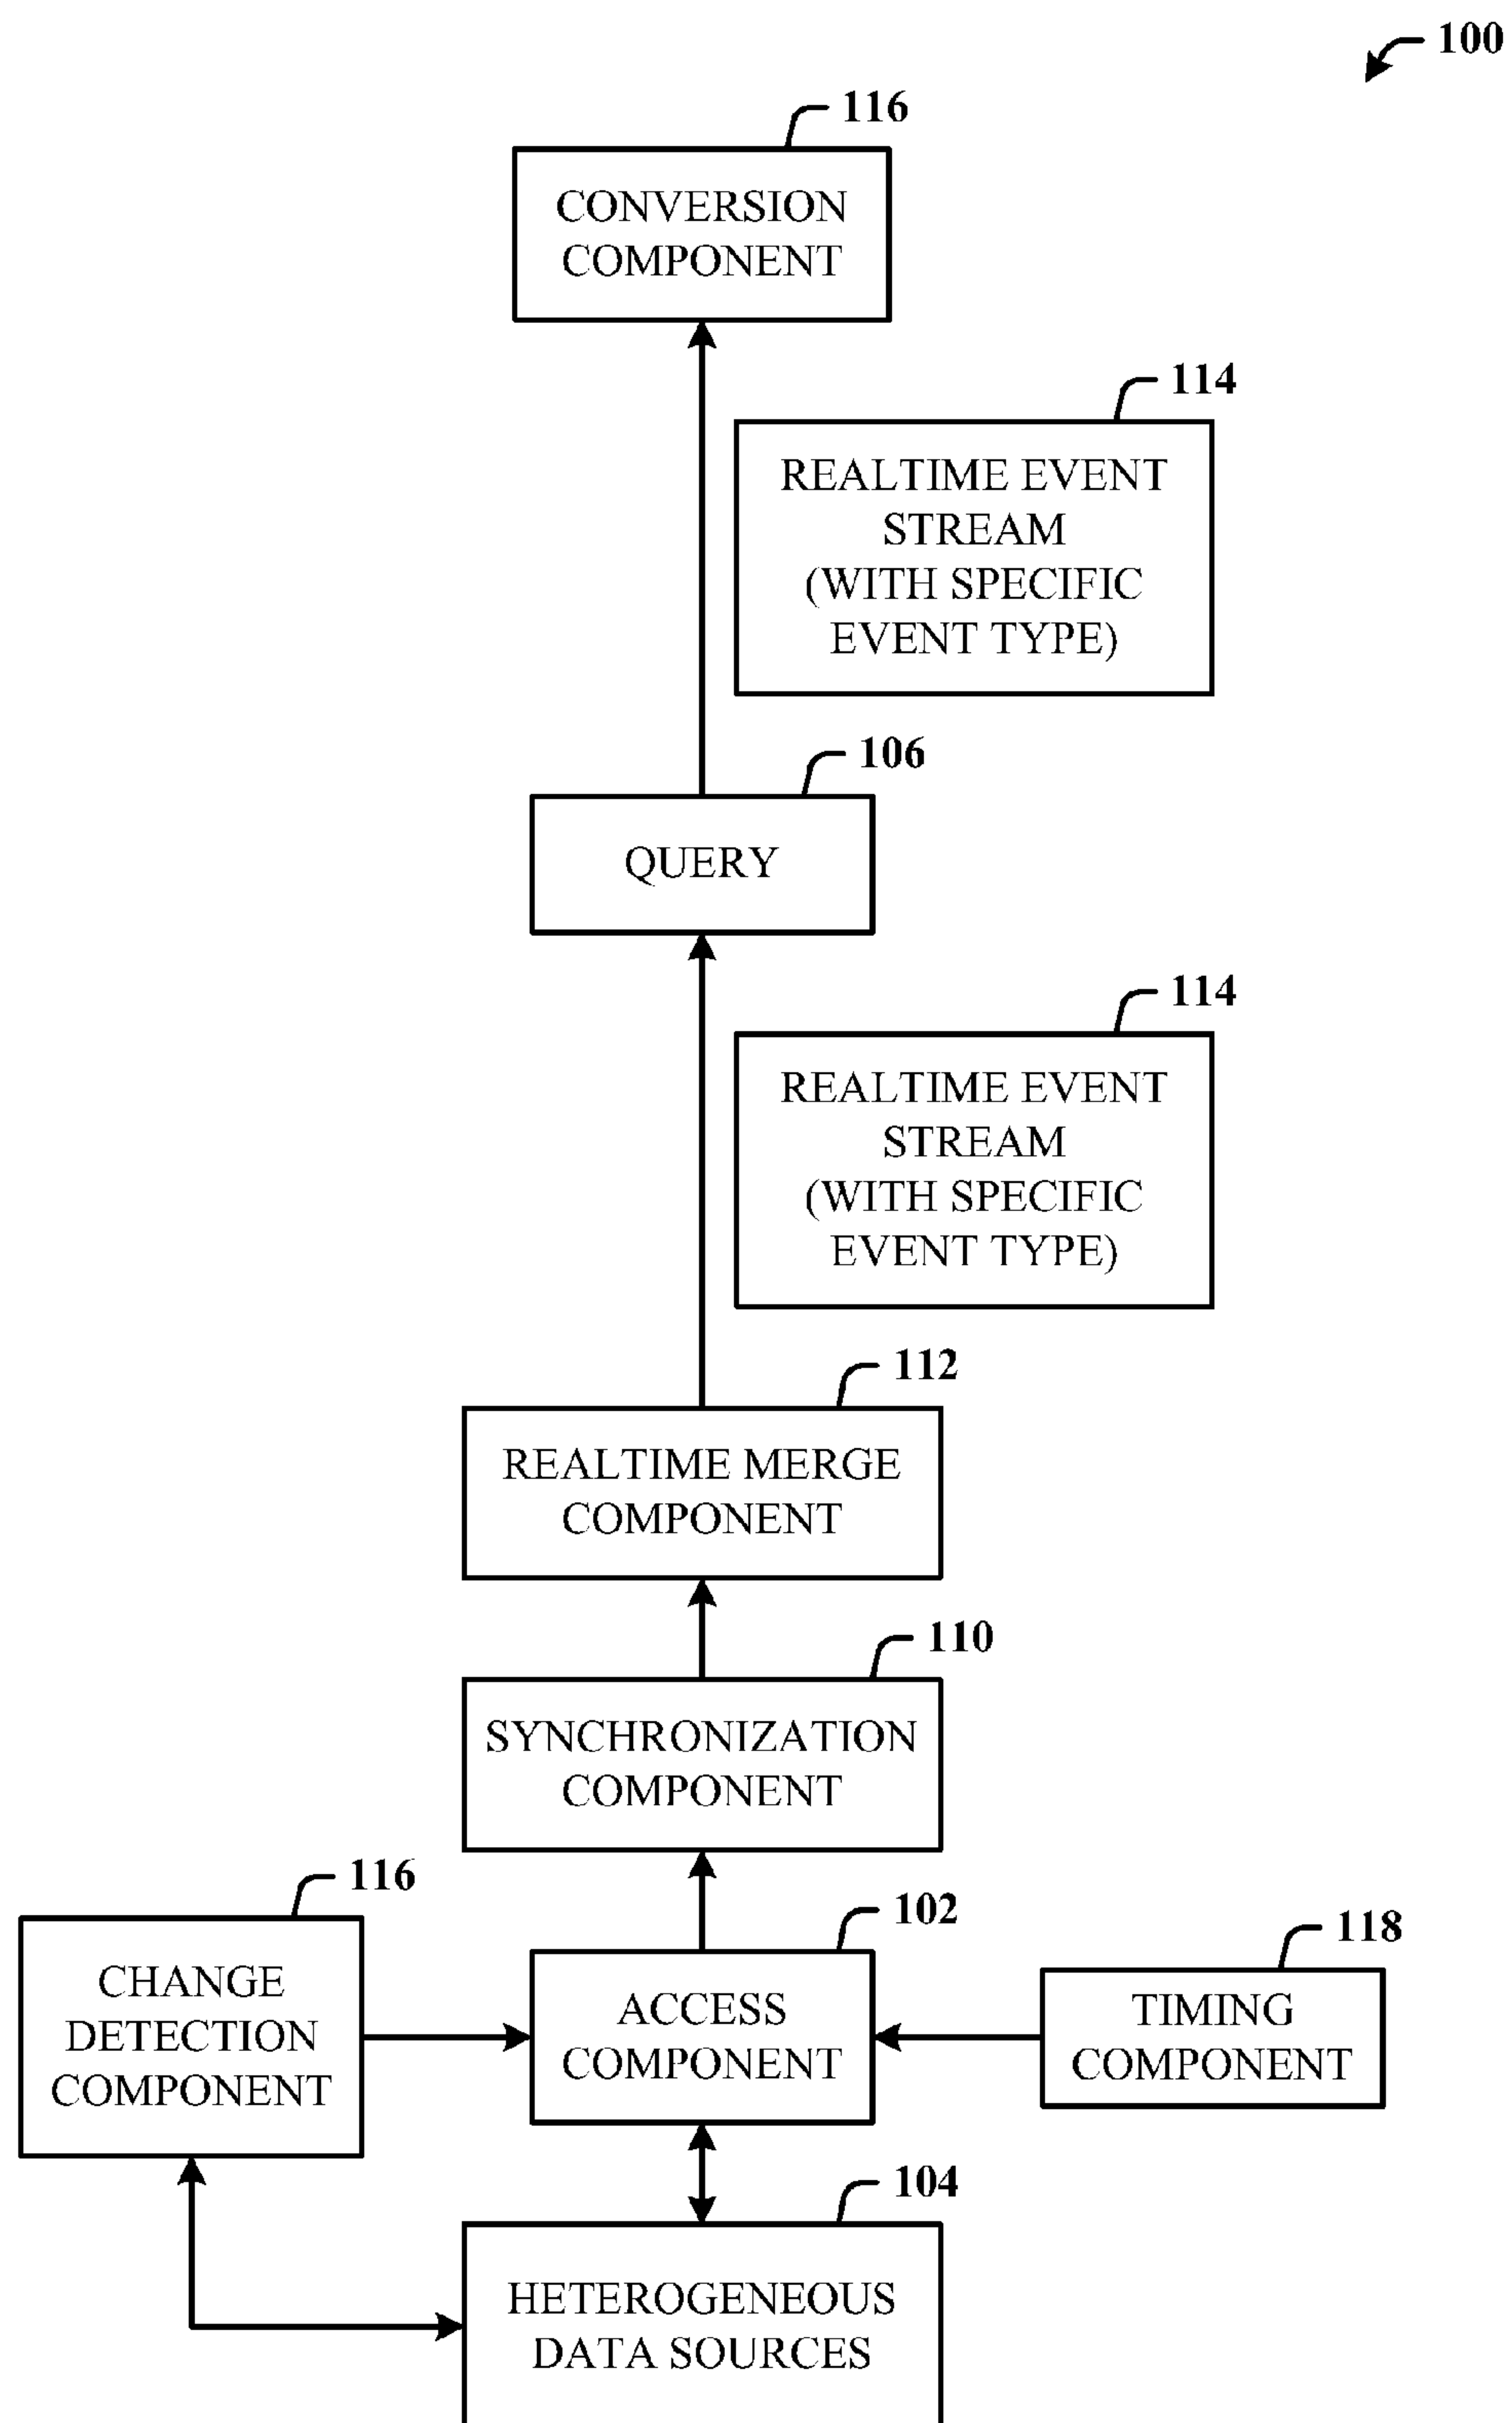 100
116
CONVERSION
COMPONENT
114
REALTIME EVENT
STREAM
(WITH SPECIFIC
EVENT TYPE)
106
QUERY
114
REALTIME EVENT
STREAM
(WITH SPECIFIC
EVENT TYPE)
112
REALTIME MERGE
COMPONENT
110
SYNCHRONIZATION
COMPONENT
116
CHANGE
DETECTION
COMPONENT
102
ACCESS
COMPONENT
118
TIMING
COMPONENT
104
HETEROGENEOUS
DATA SOURCES